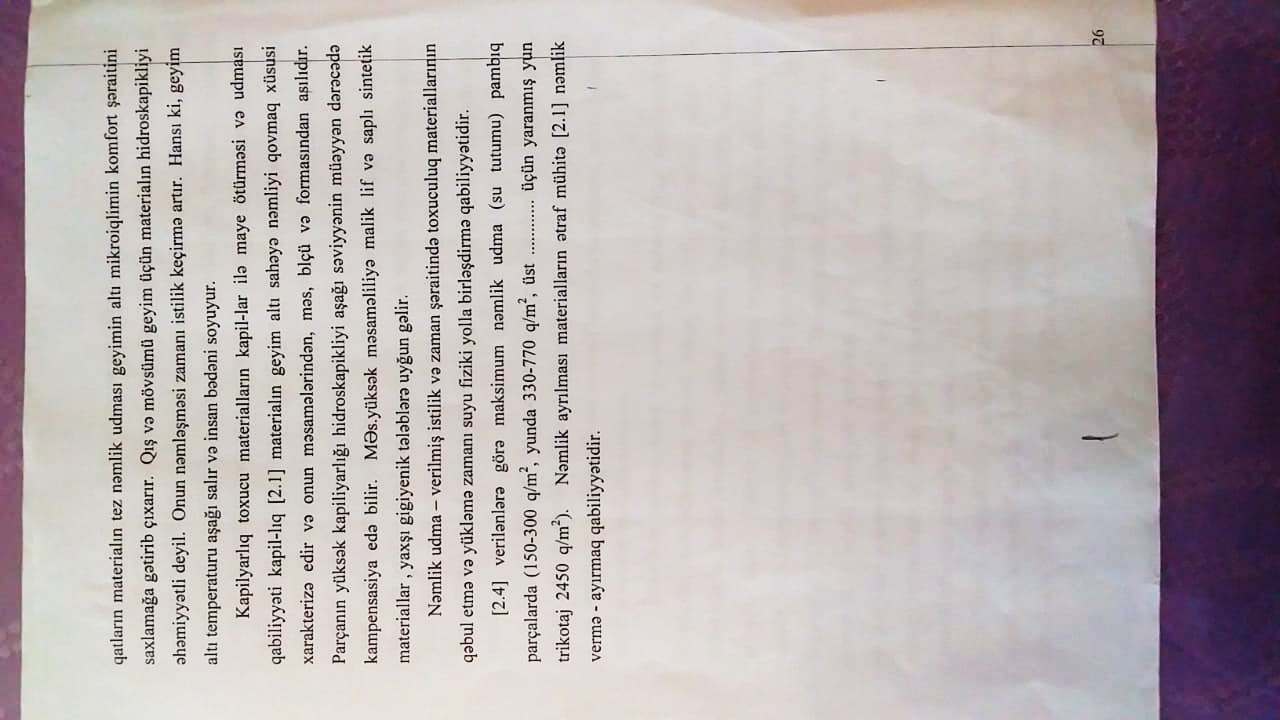 qatların materialın tez nəmlik udması geyimin altı mikroiqlimin komfort şəraitini
saxlamağa gətirib çıxarır. Qış və mövsümü geyim üçün materialın hidroskapikliyi
əhəmiyyətli deyil. Onun nəmləşməsi zamanı istilik keçirmə artır. Hansı ki, geyim
altı temperaturu aşağı salır və insan bədəni soyuyur.
Kapilyarlıq toxucu materialların kapil-lar ilə maye ötürməsi və udması
qabiliyyəti kapil-lıq [2.1] materialın geyim altı sahəyə nəmliyi qovmaq xüsusi
xarakterizə edir və onun məsamələrindən, məs, blçü və formasından asılıdır.
Parçanın yüksək kapiliyarlığı hidroskapikliyi aşağı səviyyənin müəyyən dərəcədə
kampensasiya edə bilir. MƏs.yüksək məsaməliliyə malik lif və saplı sintetik
materiallar , yaxşı gigiyenik tələblərə uyğun gəlir.
Nəmlik udma – verilmiş istilik və zaman şəraitində toxuculuq materiallarının
qəbul etmə və yükləmə zamanı suyu fiziki yolla birləşdirmə qabiliyyətidir.
[2.4] verilənlərə görə maksimum nəmlik udma (su tutumu) pambıq
parçalarda (150-300 q/m², yunda 330-770 q/m², üst ............ üçün yaranmış yun
trikotaj 2450 q/m²). Nəmlik ayrılması materialların ətraf mühitə [2.1] nəmlik
vermə - ayırmaq qabiliyyətidir.
26